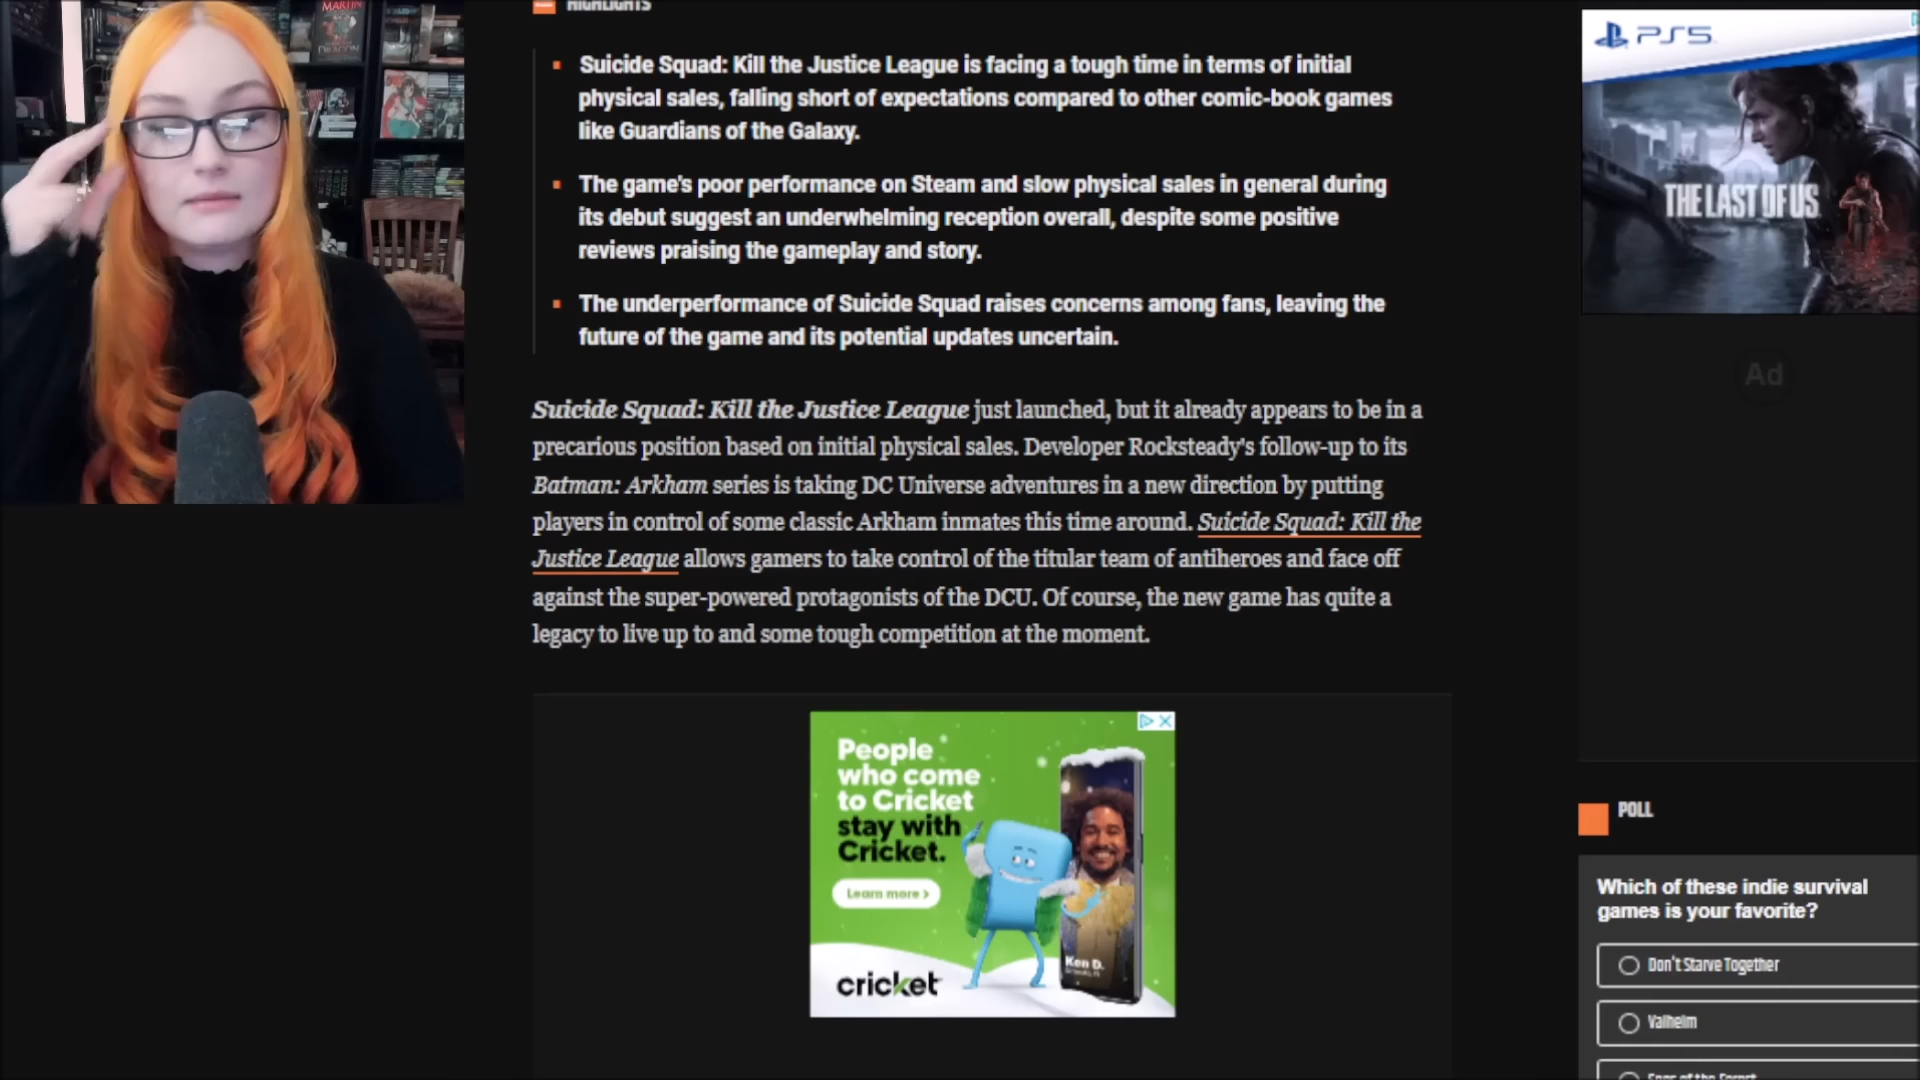 MARTIN
DRAGON
HIGHLIGHTS
Suicide Squad: Kill the Justice League is facing a tough time in terms of initial
physical sales, falling short of expectations compared to other comic-book games
like Guardians of the Galaxy.
The game's poor performance on Steam and slow physical sales in general during
its debut suggest an underwhelming reception overall, despite some positive
reviews praising the gameplay and story.
The underperformance of Suicide Squad raises concerns among fans, leaving the
future of the game and its potential updates uncertain.
Suicide Squad: Kill the Justice League just launched, but it already appears to be in a
precarious position based on initial physical sales. Developer Rocksteady's follow-up to its
Batman: Arkham series is taking DC Universe adventures in a new direction by putting
players in control of some classic Arkham inmates this time around. Suicide Squad: Kill the
Justice League allows gamers to take control of the titular team of antiheroes and face off
against the super-powered protagonists of the DCU. Of course, the new game has quite a
legacy to live up to and some tough competition at the moment.
People
who come
to Cricket
stay with
Cricket.
Learn more >
Ken D.
cricket
PS5
THE LAST OF US
Ad
POLL
Which of these indie survival
games is your favorite?
Don't Starve Together
Valheim
Sons of the Forest